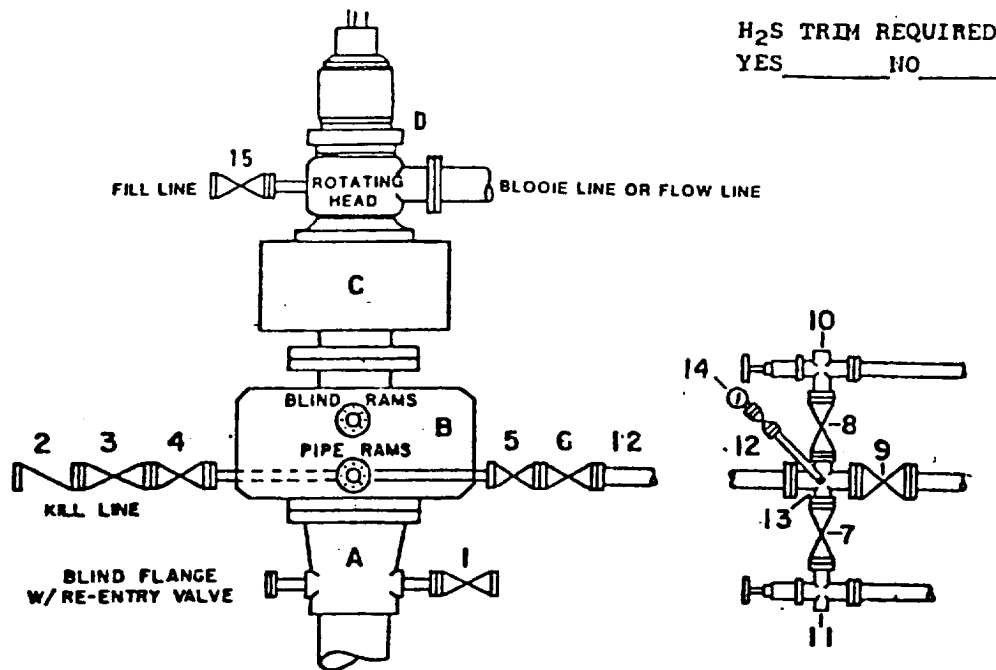 H₂S TRIM REQUIRED
YES______ NO______
D
15
FILL LINE
ROTATING
HEAD
BLOOIE LINE OR FLOW LINE
C
10
14
BLIND RAMS
B
8
PIPE RAMS
2 3 4
5 6 12
12
9
KILL LINE
13
7
A
1
BLIND FLANGE
W/ RE-ENTRY VALVE
11